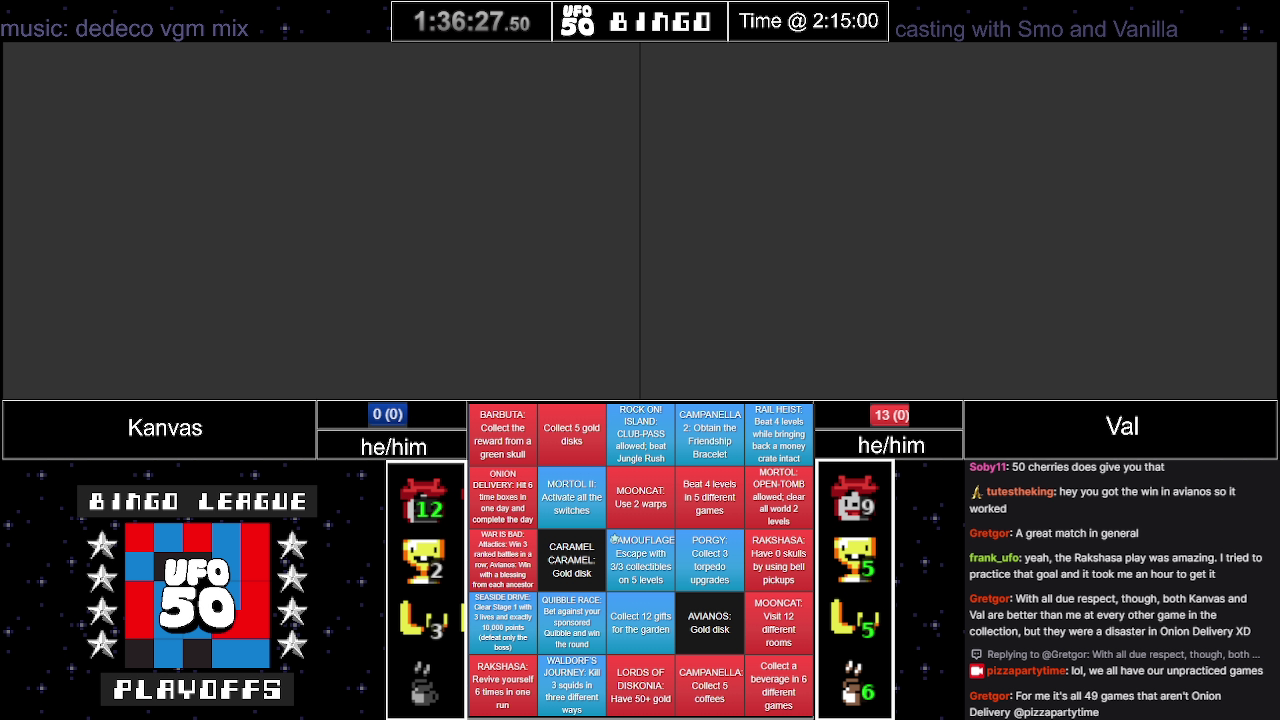 music: dedeco vgm mix
1:36:27.50
UFO 50 BINGO
Time @ 2:15:00
casting with Smo and Vanilla
Kanvas
0 (0)
he/him
13 (0)
he/him
Val
BARBUTA:
Collect the
reward from a
green skull
Collect 5 gold
disks
ROCK ON!
ISLAND:
CLUB-PASS
allowed; beat
Jungle Rush
CAMPANELLA
2: Obtain the
Friendship
Bracelet
RAIL HEIST:
Beat 4 levels
while bringing
back a money
crate intact
ONION
DELIVERY: Hit 6
time boxes in
one day and
complete the day
MORTOL II:
Activate all the
switches
MOONCAT:
Use 2 warps
Beat 4 levels
in 5 different
games
MORTOL:
OPEN-TOMB
allowed; clear
all world 2
levels
WAR IS BAD:
Attactics: Win 3
ranked battles in a
row; Avianos: Win
with a blessing
from each ancestor
CARAMEL
CARAMEL:
Gold disk
CAMOUFLAGE
Escape with
3/3 collectibles
on 5 levels
PORGY:
Collect 3
torpedo
upgrades
RAKSHASA:
Have 0 skulls
by using bell
pickups
SEASIDE DRIVE:
Clear Stage 1 with
3 lives and exactly
10,000 points
(defeat only the
boss)
QUIBBLE RACE:
Bet against your
sponsored
Quibble and win
the round
Collect 12 gifts
for the garden
AVIANOS:
Gold disk
MOONCAT:
Visit 12
different
rooms
RAKSHASA:
Revive yourself
6 times in one
run
WALDORF'S
JOURNEY: Kill
3 squids in
three different
ways
LORDS OF
DISKONIA:
Have 50+ gold
CAMPANELLA:
Collect 5
coffees
Collect a
beverage in 6
different
games
BINGO LEAGUE
UFO
50
PLAYOFFS
12
2
Lv 3
9
5
Lv 5
6
Soby11: 50 cherries does give you that
tutestheking: hey you got the win in avianos so it
worked
Gretgor: A great match in general
frank_ufo: yeah, the Rakshasa play was amazing. I tried to
practice that goal and it took me an hour to get it
Gretgor: With all due respect, though, both Kanvas and
Val are better than me at every other game in the
collection, but they were a disaster in Onion Delivery XD
Replying to @Gretgor: With all due respect, though, both ...
pizzapartytime: lol, we all have our unpracticed games
Gretgor: For me it's all 49 games that aren't Onion
Delivery @pizzapartytime